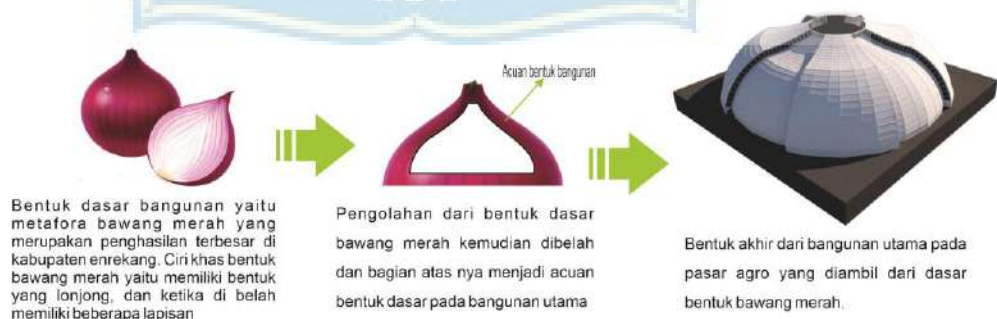 Acuan bentuk bangunan
Bentuk dasar bangunan yaitu
metafora bawang merah yang
merupakan penghasilan terbesar di
kabupaten enrekang. Ciri khas bentuk
bawang merah yaitu memiliki bentuk
yang lonjong, dan ketika di belah
memiliki beberapa lapisan
Pengolahan dari bentuk dasar
bawang merah kemudian dibelah
dan bagian atas nya menjadi acuan
bentuk dasar pada bangunan utama
Bentuk akhir dari bangunan utama pada
pasar agro yang diambil dari dasar
bentuk bawang merah.